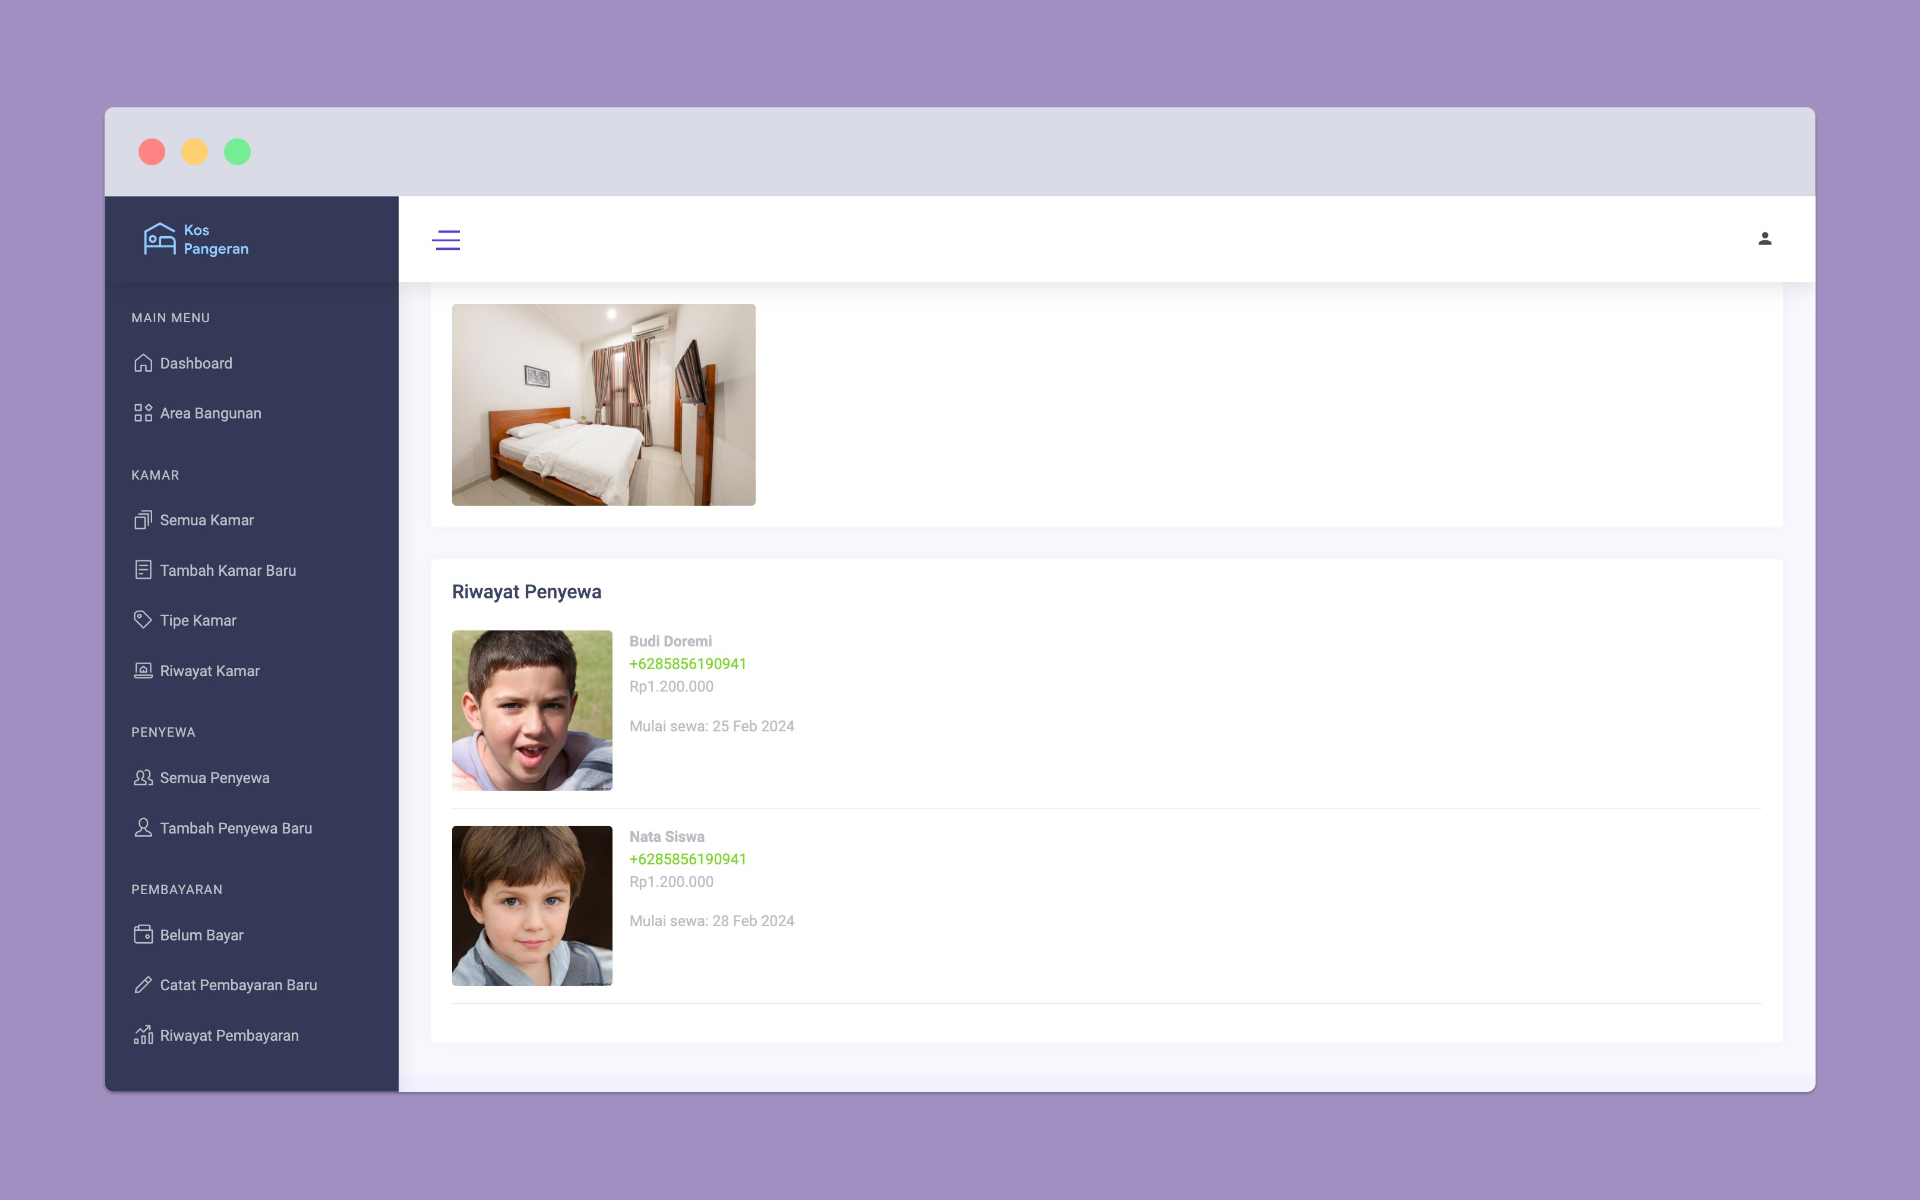 Kos
Pangeran
MAIN MENU
Dashboard
Area Bangunan
KAMAR
Semua Kamar
Tambah Kamar Baru
Tipe Kamar
Riwayat Kamar
PENYEWA
Semua Penyewa
Tambah Penyewa Baru
PEMBAYARAN
Belum Bayar
Catat Pembayaran Baru
Riwayat Pembayaran
Riwayat Penyewa
Budi Doremi
+6285856190941
Rp1.200.000
Mulai sewa: 25 Feb 2024
Nata Siswa
+6285856190941
Rp1.200.000
Mulai sewa: 28 Feb 2024